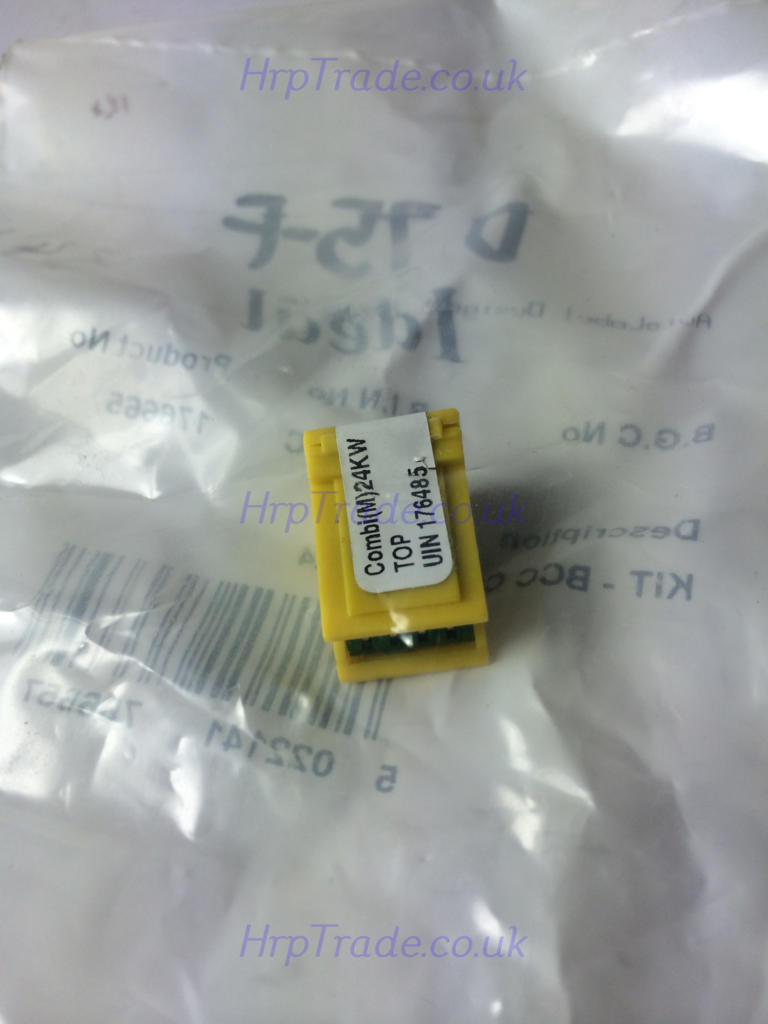 HrpTrade.co.uk
D 75-F
Ideal
Product No
176665
B.G.C No
Combi(M)24KW
TOP
UIN 176485
HrpTrade.co.uk
Description
KIT - BCC
5 022141
HrpTrade.co.uk